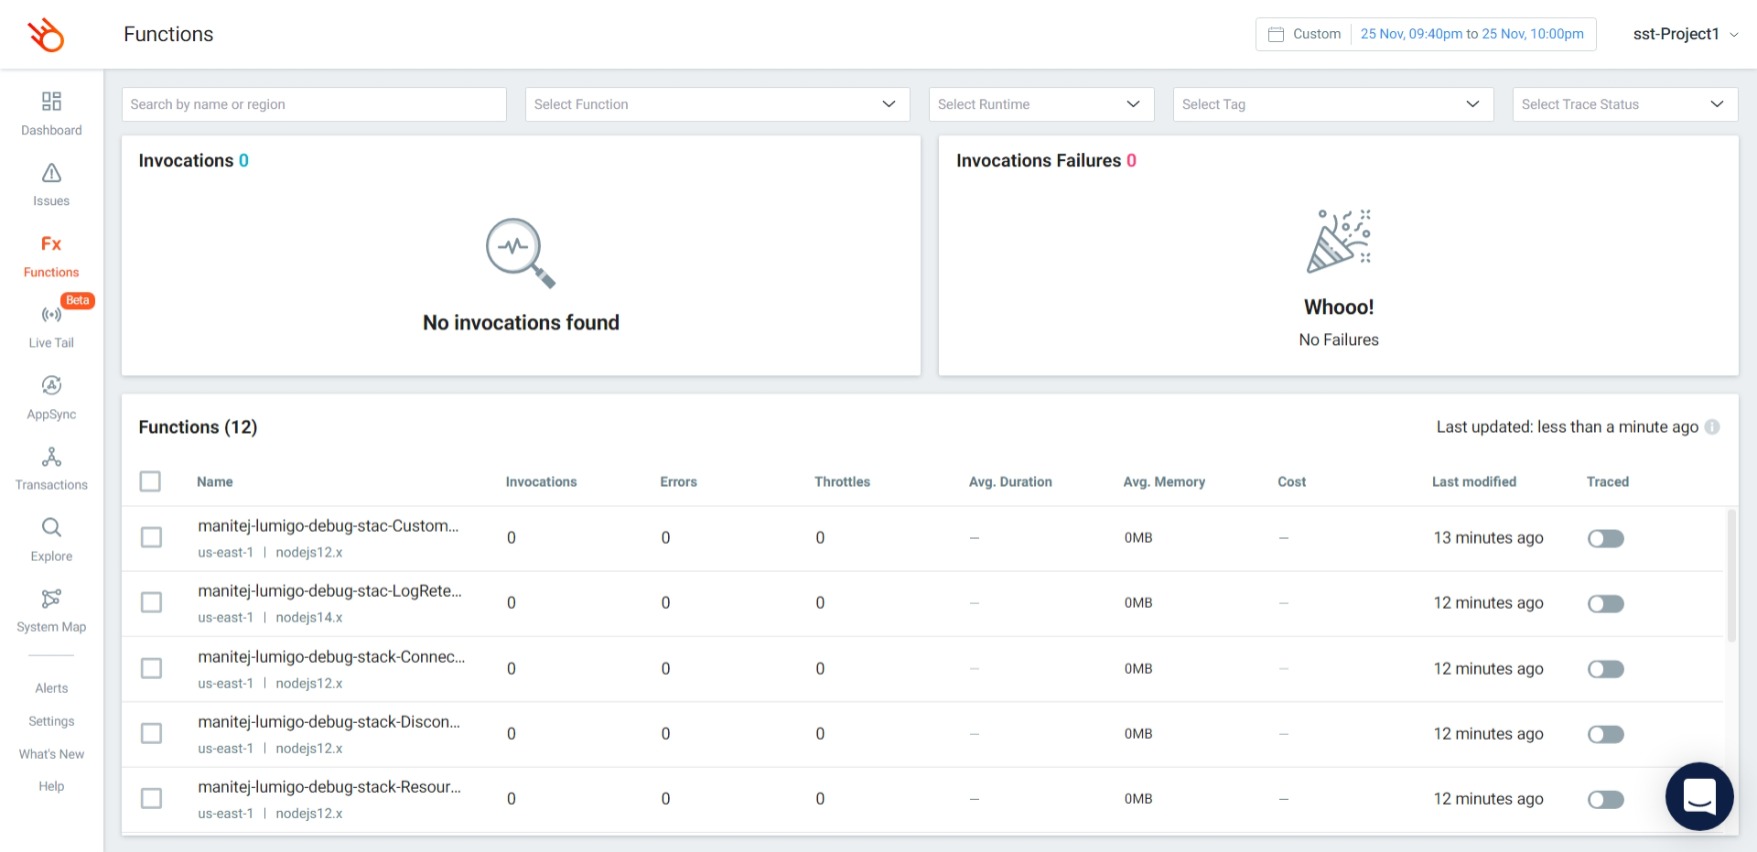 Functions
Custom 25 Nov, 09:40pm to 25 Nov, 10:00pm
sst-Project1
Dashboard
Issues
Fx
Functions
Beta
Live Tail
AppSync
Transactions
Explore
System Map
Alerts
Settings
What's New
Help
Search by name or region
Select Function
Select Runtime
Select Tag
Select Trace Status
Invocations 0
No invocations found
Invocations Failures 0
Whooo!
No Failures
Functions (12)
Last updated: less than a minute ago
Name Invocations Errors Throttles Avg. Duration Avg. Memory Cost Last modified Traced
manitej-lumigo-debug-stac-Custom...
us-east-1 | nodejs12.x
0 0 0 – 0MB – 13 minutes ago
manitej-lumigo-debug-stac-LogRete...
us-east-1 | nodejs14.x
0 0 0 – 0MB – 12 minutes ago
manitej-lumigo-debug-stack-Connec...
us-east-1 | nodejs12.x
0 0 0 – 0MB – 12 minutes ago
manitej-lumigo-debug-stack-Discon...
us-east-1 | nodejs12.x
0 0 0 – 0MB – 12 minutes ago
manitej-lumigo-debug-stack-Resour...
us-east-1 | nodejs12.x
0 0 0 – 0MB – 12 minutes ago